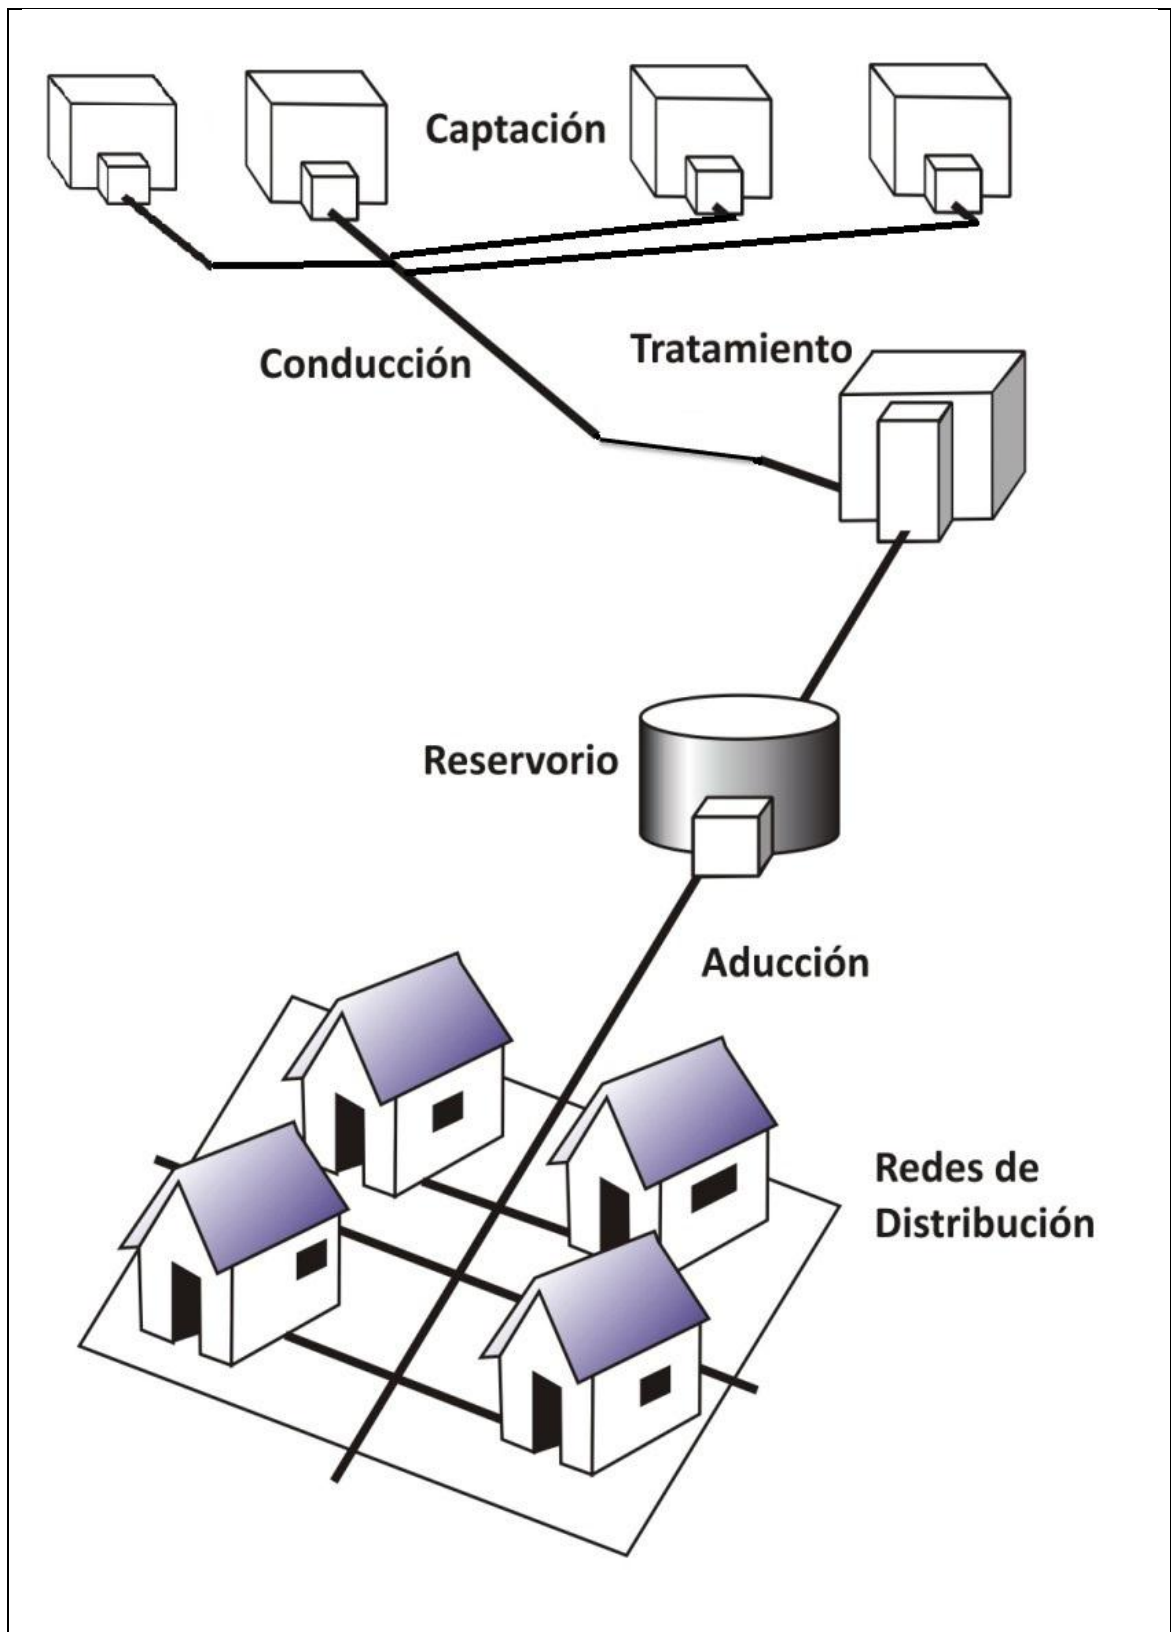 Captación
Conducción
Tratamiento
Reservorio
Aducción
Redes de
Distribución